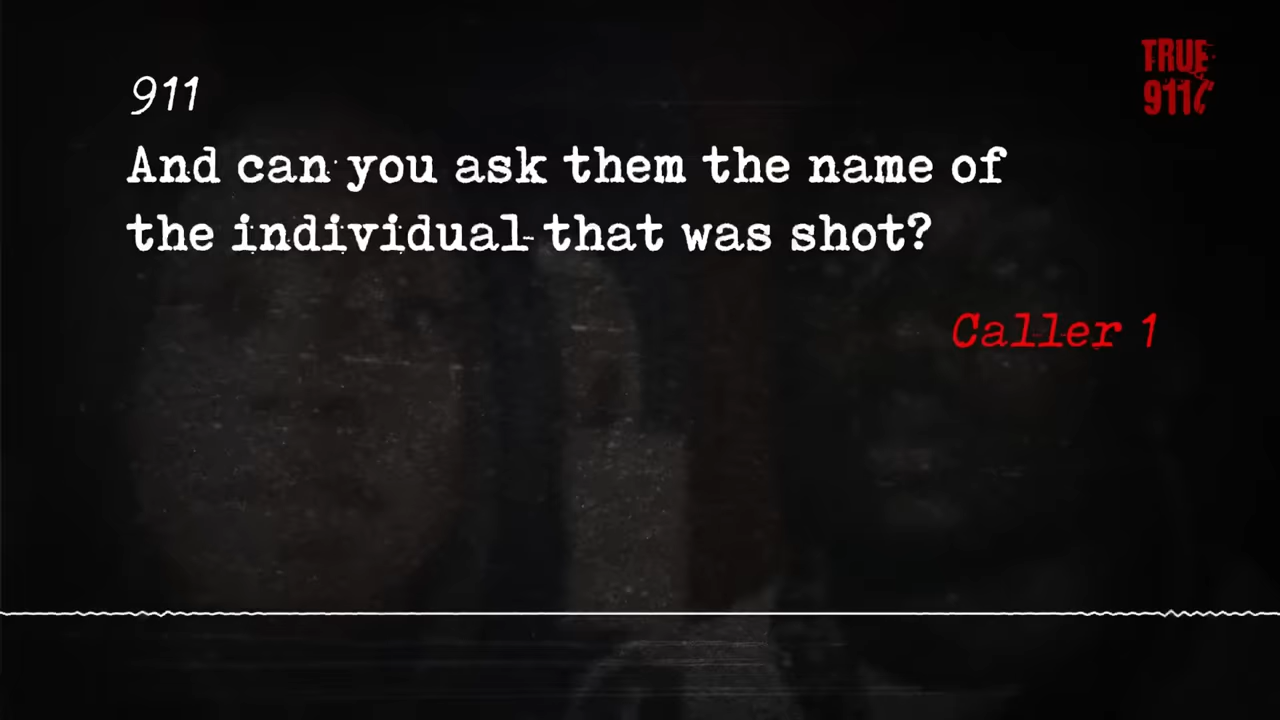 TRUE
911
911
And can you ask them the name of
the individual that was shot?
Caller 1